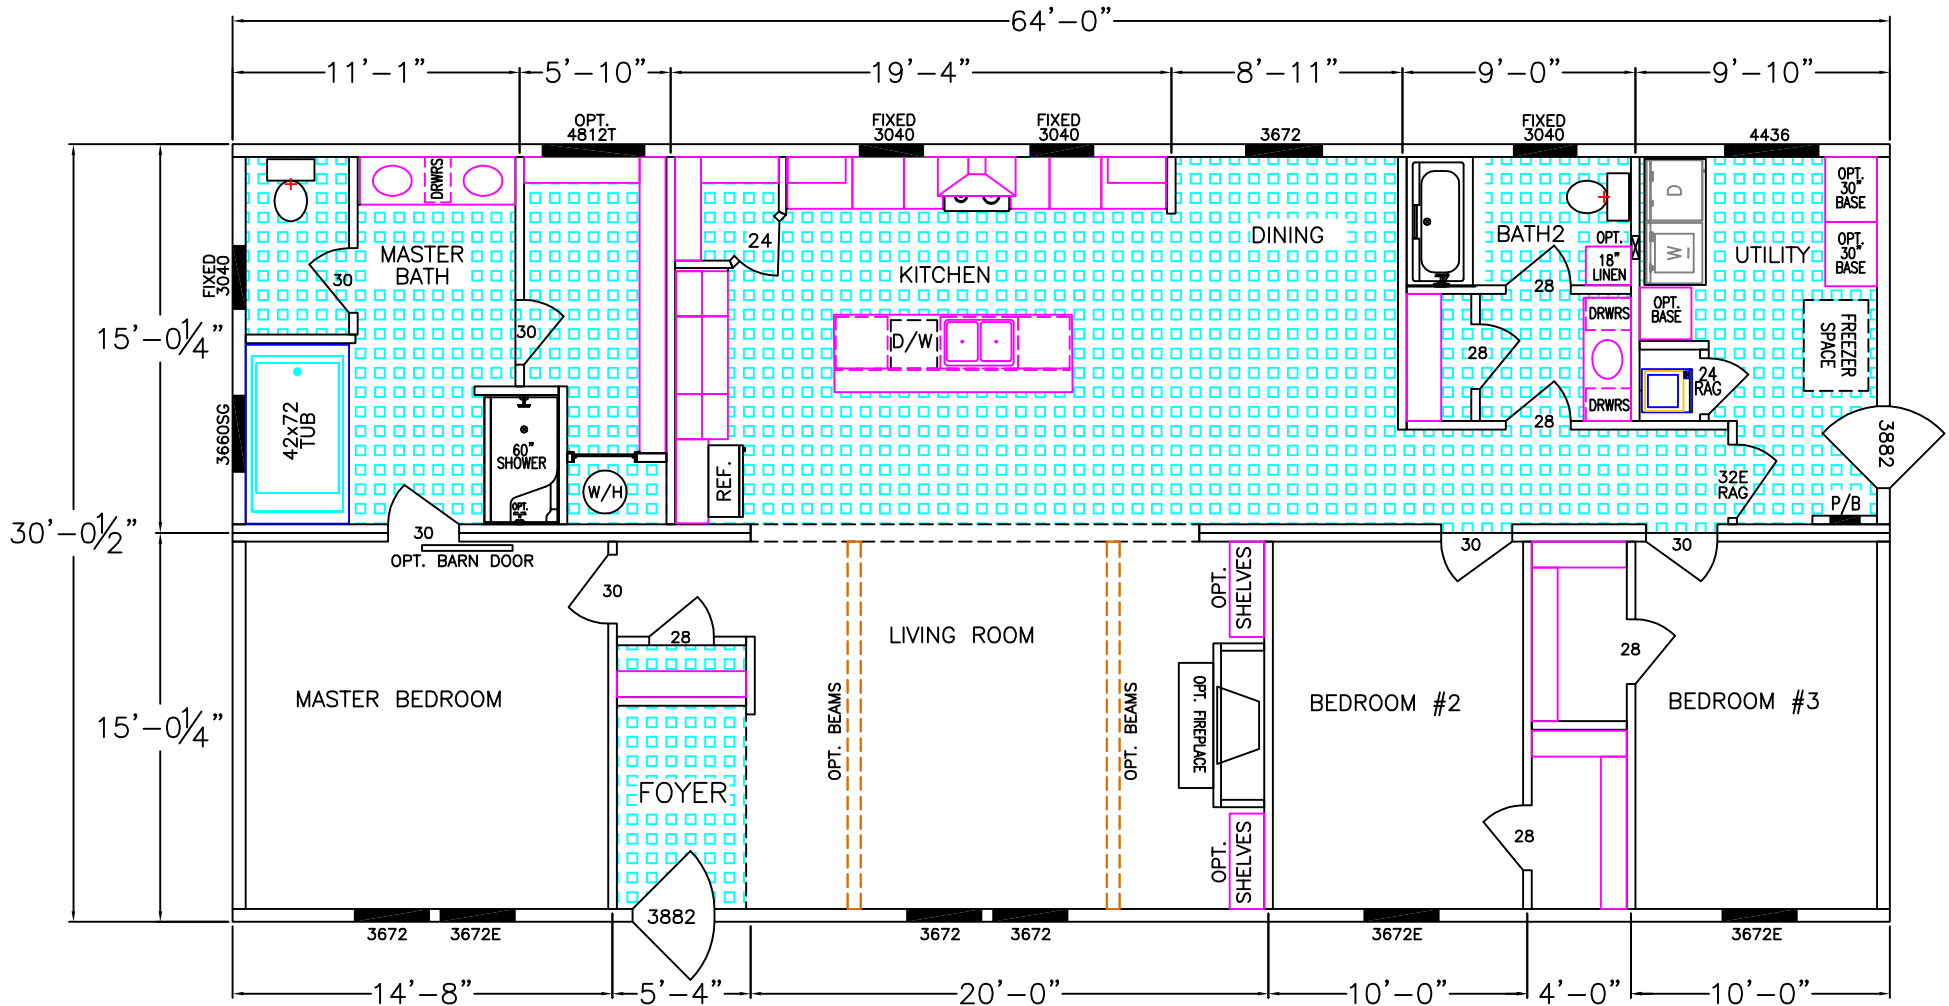 64'-0"
11'-1"
5'-10"
19'-4"
8'-11"
9'-0"
9'-10"
OPT.
4812T
FIXED
3040
FIXED
3040
3672
FIXED
3040
4436
DRWRS
MASTER
BATH
30
FIXED
3040
3660SG
42x72
TUB
30
60"
SHOWER
OPT.
W/H
24
KITCHEN
D/W
REF.
DINING
BATH2
OPT.
18"
LINEN
28
DRWRS
28
DRWRS
28
D
W
OPT.
BASE
UTILITY
OPT.
30"
BASE
OPT.
30"
BASE
FREEZER
SPACE
24
RAG
3882
32E
RAG
P/B
15'-0¼"
30'-0½"
15'-0¼"
30
OPT. BARN DOOR
30
28
MASTER BEDROOM
FOYER
3882
LIVING ROOM
OPT. BEAMS
OPT. BEAMS
OPT.
SHELVES
OPT. FIREPLACE
OPT.
SHELVES
30
BEDROOM #2
28
28
30
BEDROOM #3
3672
3672E
3672
3672
3672E
3672E
14'-8"
5'-4"
20'-0"
10'-0"
4'-0"
10'-0"